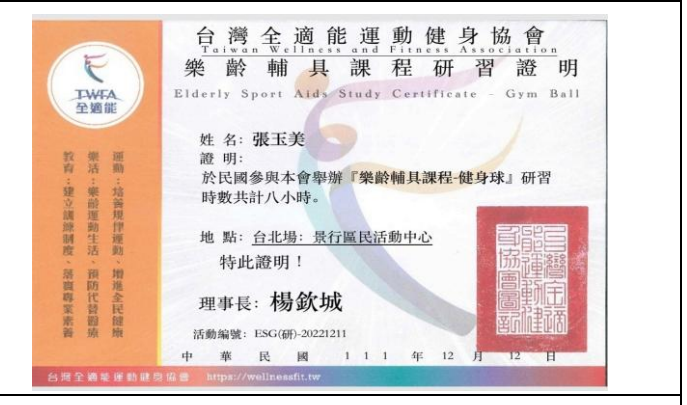 台灣全適能運動健身協會
Taiwan Wellness and Fitness Association
樂齡輔具課程研習證明
Elderly Sport Aids Study Certificate - Gym Ball
TWFA
全適能
運動：培養規律運動、增進全民健康
樂活：樂齡運動生活、預防代替醫療
教育：建立訓練制度、落實專業素養
姓 名：張玉美
證 明：
於民國參與本會舉辦『樂齡輔具課程-健身球』研習
時數共計八小時。
地 點：台北場：景行區民活動中心
特此證明！
理事長：楊欽城
活動編號：ESG(研)-20221211
中 華 民 國 1 1 1 年 12 月 12 日
台灣全適能運動健身協會 https://wellnessfit.tw